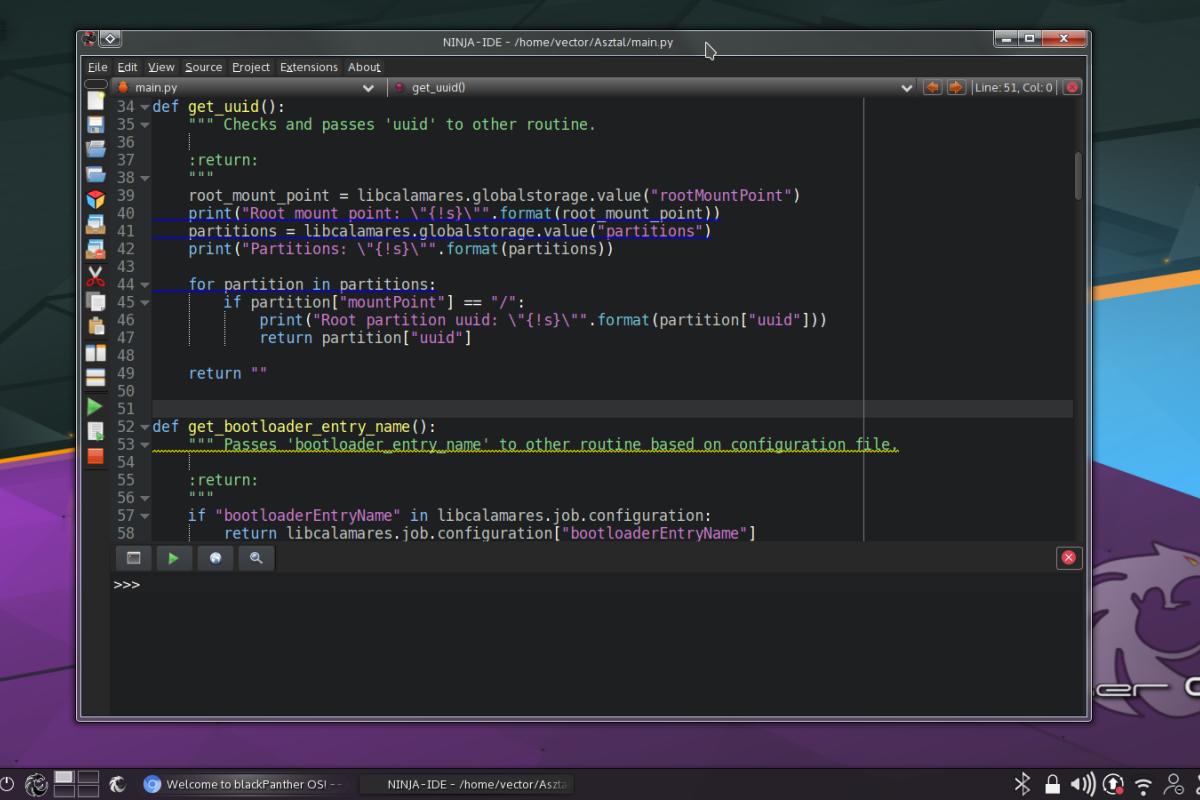 NINJA-IDE - /home/vector/Asztal/main.py
File Edit View Source Project Extensions About
main.py get_uuid() Line: 51, Col: 0
34 def get_uuid():
35 """ Checks and passes 'uuid' to other routine.
36
37 :return:
38 """
39 root_mount_point = libcalamares.globalstorage.value("rootMountPoint")
40 print("Root mount point: \"{!s}\"".format(root_mount_point))
41 partitions = libcalamares.globalstorage.value("partitions")
42 print("Partitions: \"{!s}\"".format(partitions))
43
44 for partition in partitions:
45 if partition["mountPoint"] == "/":
46 print("Root partition uuid: \"{!s}\"".format(partition["uuid"]))
47 return partition["uuid"]
48
49 return ""
50
51
52 def get_bootloader_entry_name():
53 """ Passes 'bootloader_entry_name' to other routine based on configuration file.
54
55 :return:
56 """
57 if "bootloaderEntryName" in libcalamares.job.configuration:
58 return libcalamares.job.configuration["bootloaderEntryName"]
>>>
Welcome to blackPanther OS! -- NINJA-IDE - /home/vector/Aszta